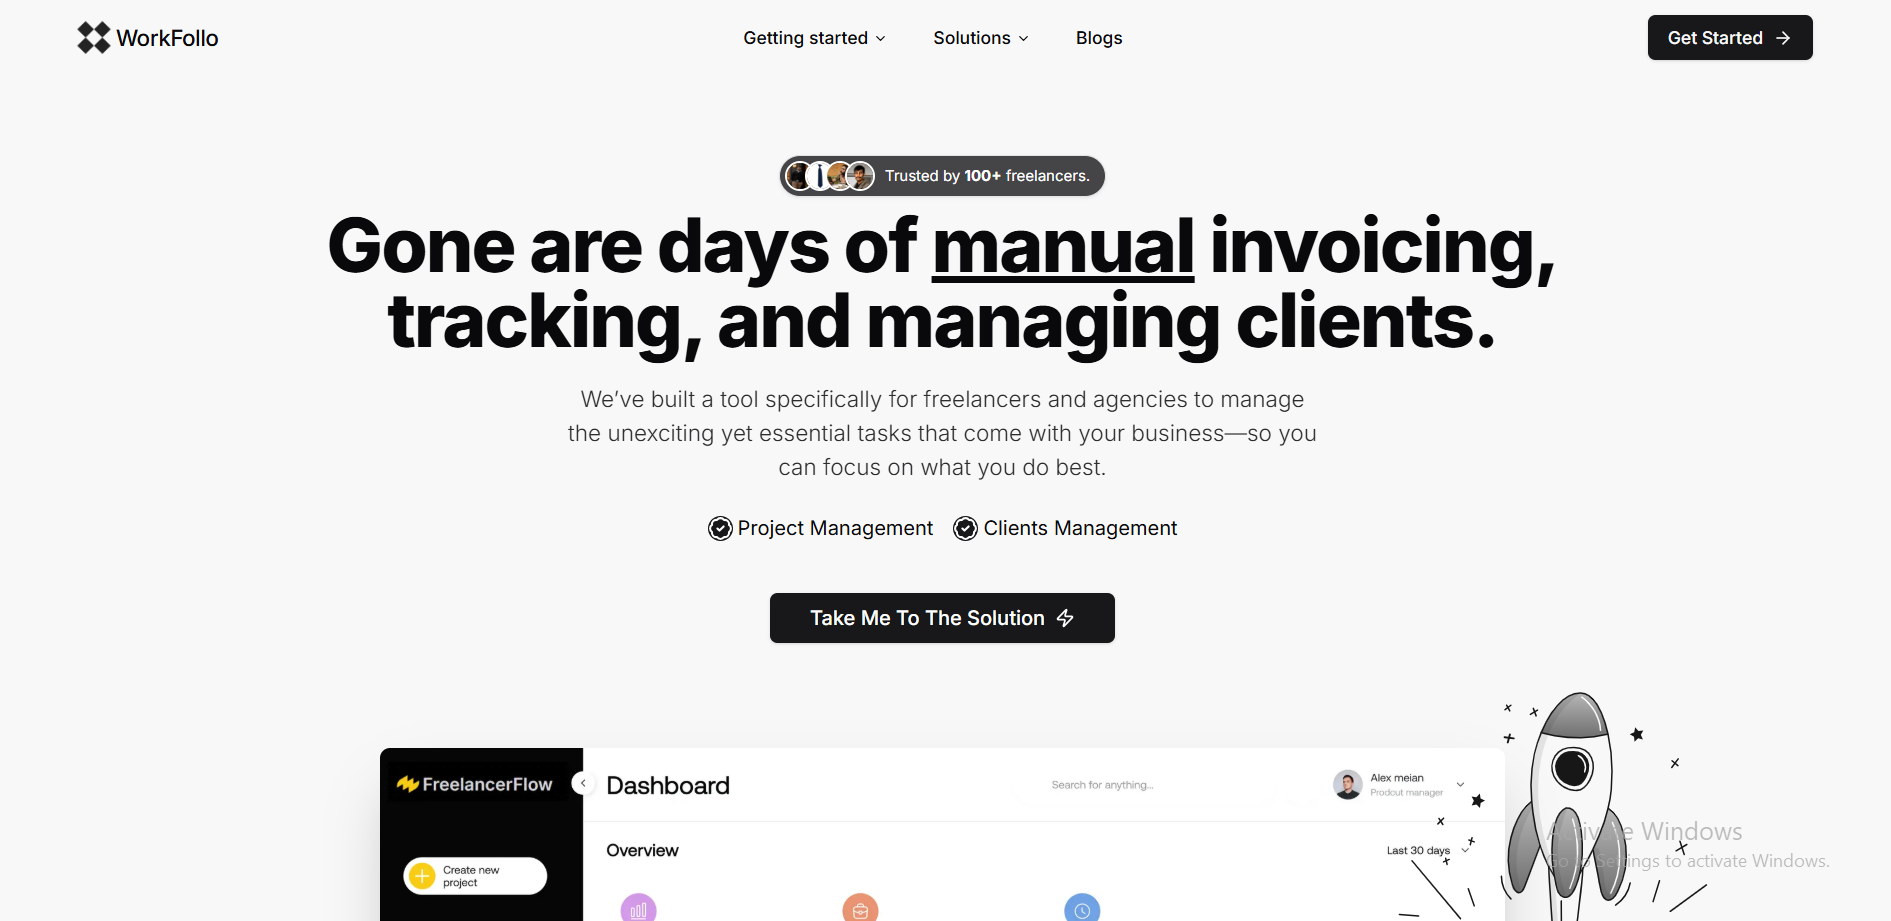 WorkFollo
Getting started
Solutions
Blogs
Get Started
Trusted by 100+ freelancers.
Gone are days of manual invoicing,
tracking, and managing clients.
We’ve built a tool specifically for freelancers and agencies to manage
the unexciting yet essential tasks that come with your business—so you
can focus on what you do best.
Project Management
Clients Management
Take Me To The Solution
FreelancerFlow
Dashboard
Search for anything...
Alex meian
Prodcut manager
Create new
project
Overview
Last 30 days
Activate Windows
Go to Settings to activate Windows.